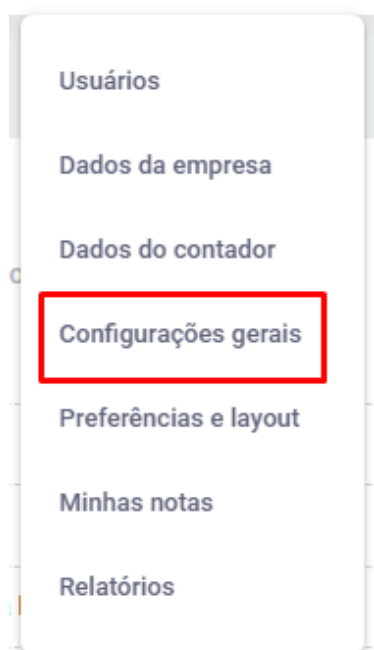 Usuários
Dados da empresa
Dados do contador
Configurações gerais
Preferências e layout
Minhas notas
Relatórios